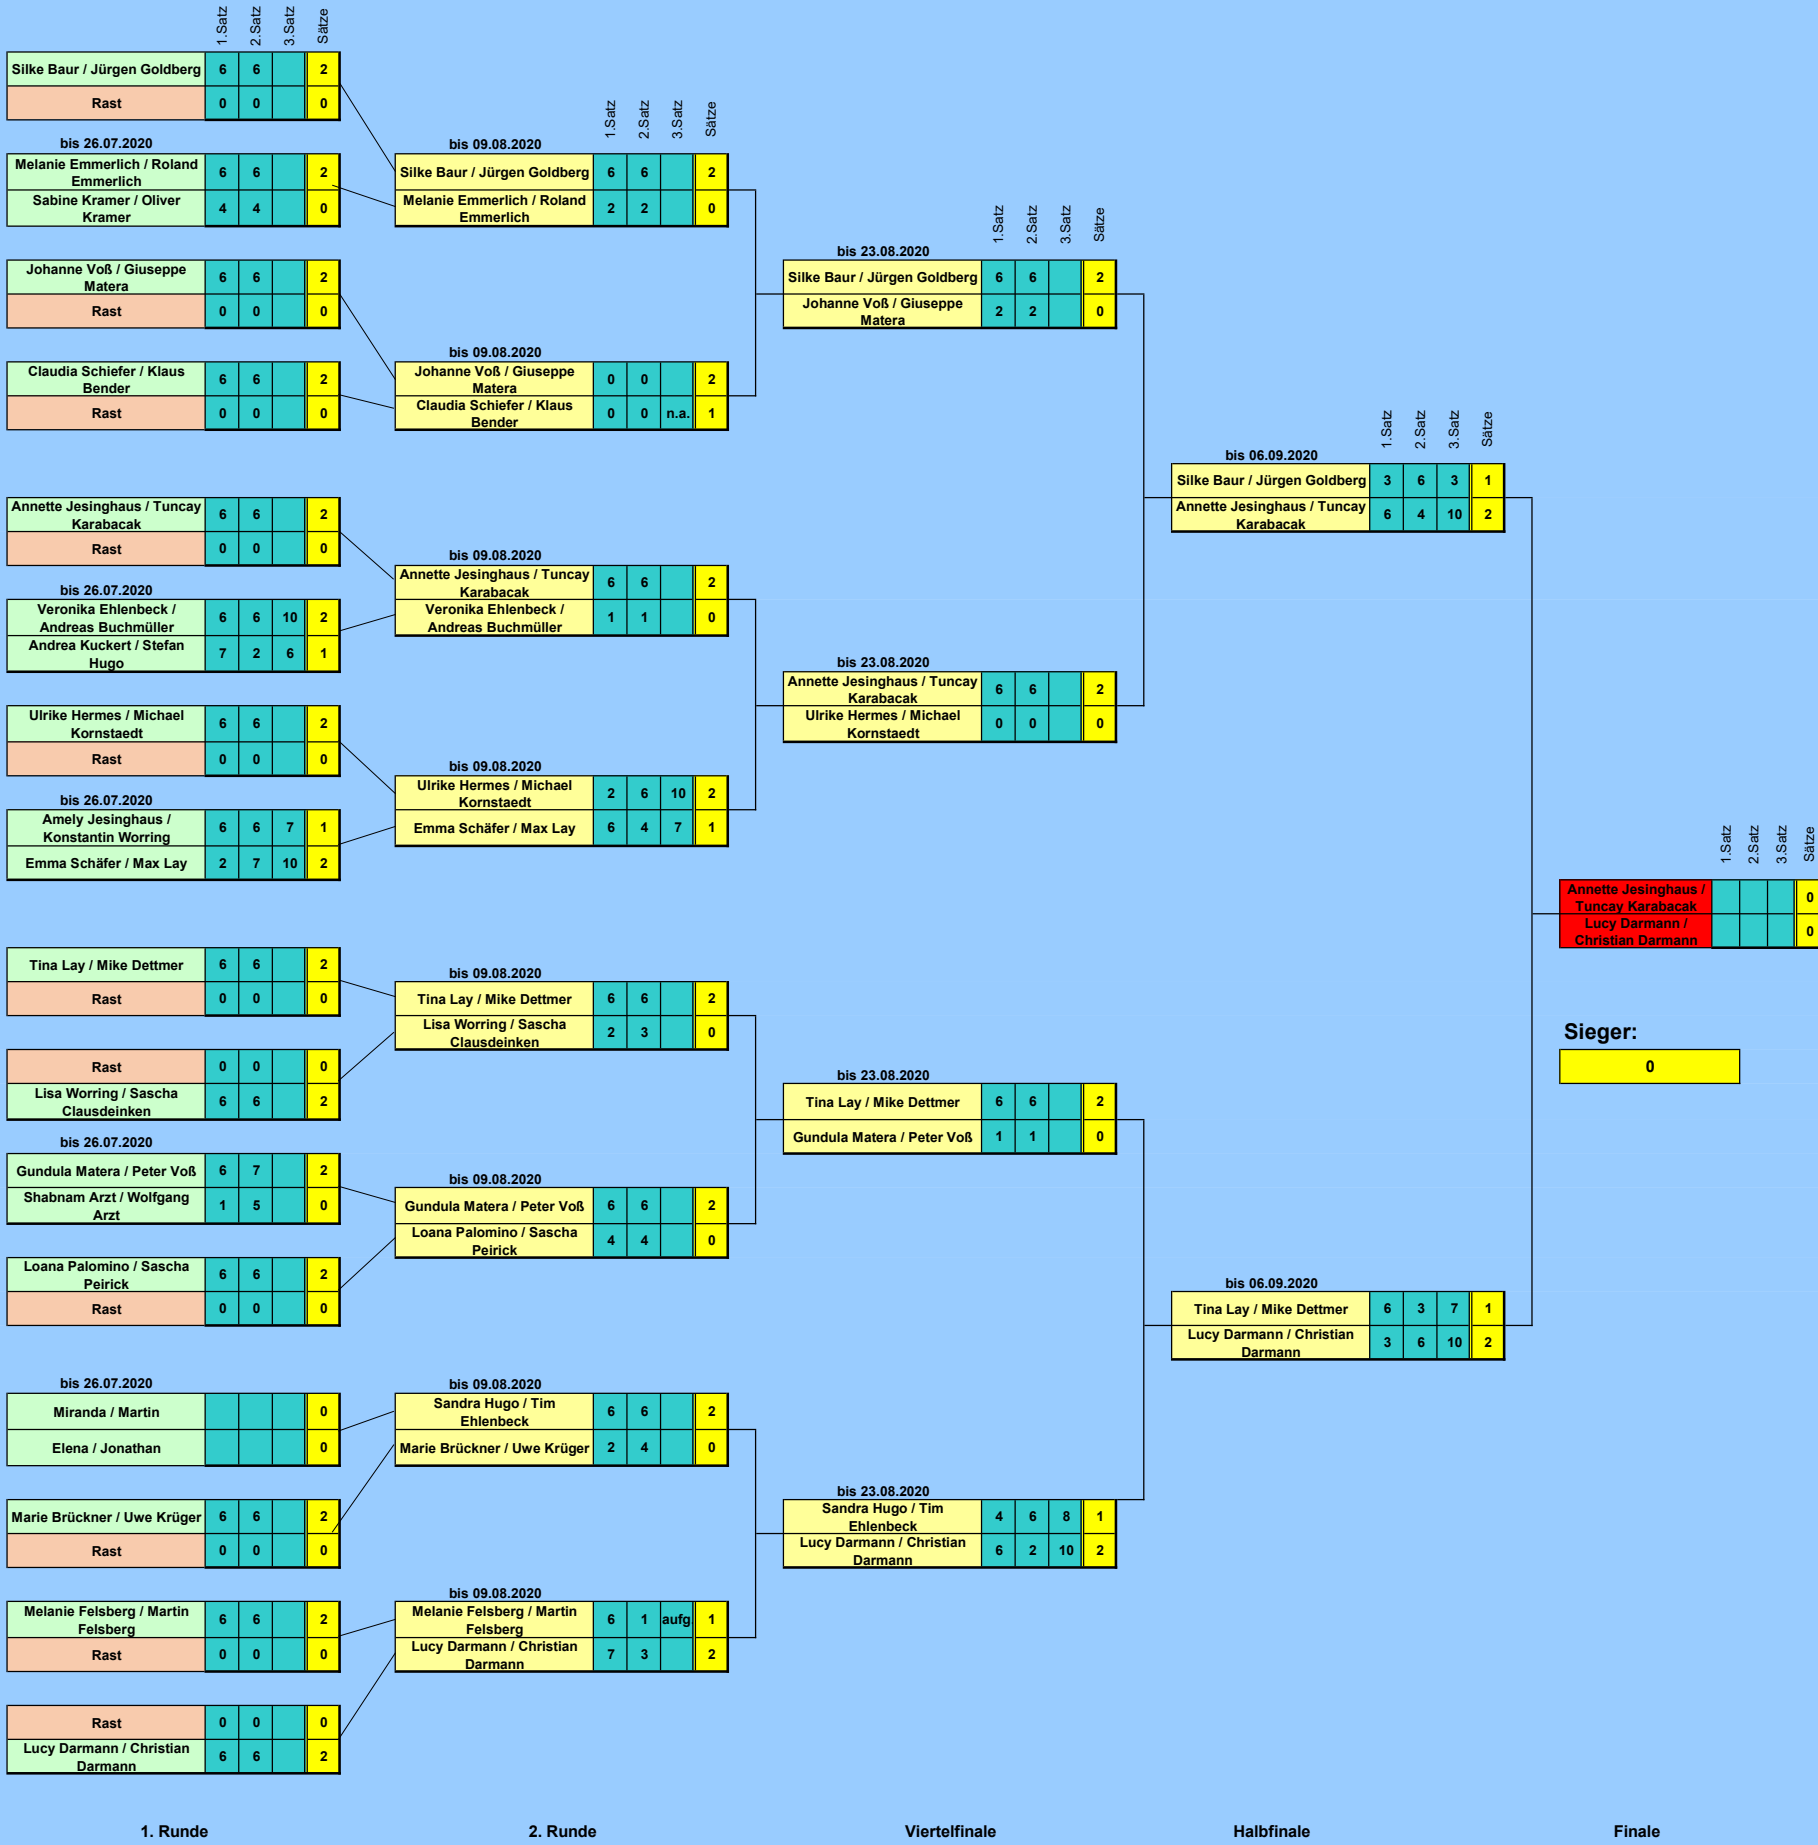 1.Satz 2.Satz 3.Satz Sätze
Silke Baur / Jürgen Goldberg 6 6 2
Rast 0 0 0
bis 26.07.2020
Melanie Emmerlich / Roland
Emmerlich 6 6 2
Sabine Kramer / Oliver
Kramer 4 4 0
Johanne Voß / Giuseppe
Matera 6 6 2
Rast 0 0 0
Claudia Schiefer / Klaus
Bender 6 6 2
Rast 0 0 0
Annette Jesinghaus / Tuncay
Karabacak 6 6 2
Rast 0 0 0
bis 26.07.2020
Veronika Ehlenbeck /
Andreas Buchmüller 6 6 10 2
Andrea Kuckert / Stefan
Hugo 7 2 6 1
Ulrike Hermes / Michael
Kornstaedt 6 6 2
Rast 0 0 0
bis 26.07.2020
Amely Jesinghaus /
Konstantin Worring 6 6 7 1
Emma Schäfer / Max Lay 2 7 10 2
Tina Lay / Mike Dettmer 6 6 2
Rast 0 0 0
Rast 0 0 0
Lisa Worring / Sascha
Clausdeinken 6 6 2
bis 26.07.2020
Gundula Matera / Peter Voß 6 7 2
Shabnam Arzt / Wolfgang
Arzt 1 5 0
Loana Palomino / Sascha
Peirick 6 6 2
Rast 0 0 0
bis 26.07.2020
Miranda / Martin 0
Elena / Jonathan 0
Marie Brückner / Uwe Krüger 6 6 2
Rast 0 0 0
Melanie Felsberg / Martin
Felsberg 6 6 2
Rast 0 0 0
Rast 0 0 0
Lucy Darmann / Christian
Darmann 6 6 2
1. Runde
1.Satz 2.Satz 3.Satz Sätze
bis 09.08.2020
Silke Baur / Jürgen Goldberg 6 6 2
Melanie Emmerlich / Roland
Emmerlich 2 2 0
bis 09.08.2020
Johanne Voß / Giuseppe
Matera 0 0 2
Claudia Schiefer / Klaus
Bender 0 0 n.a. 1
bis 09.08.2020
Annette Jesinghaus / Tuncay
Karabacak 6 6 2
Veronika Ehlenbeck /
Andreas Buchmüller 1 1 0
bis 09.08.2020
Ulrike Hermes / Michael
Kornstaedt 2 6 10 2
Emma Schäfer / Max Lay 6 4 7 1
bis 09.08.2020
Tina Lay / Mike Dettmer 6 6 2
Lisa Worring / Sascha
Clausdeinken 2 3 0
bis 09.08.2020
Gundula Matera / Peter Voß 6 6 2
Loana Palomino / Sascha
Peirick 4 4 0
bis 09.08.2020
Sandra Hugo / Tim
Ehlenbeck 6 6 2
Marie Brückner / Uwe Krüger 2 4 0
bis 09.08.2020
Melanie Felsberg / Martin
Felsberg 6 1 aufg 1
Lucy Darmann / Christian
Darmann 7 3 2
2. Runde
1.Satz 2.Satz 3.Satz Sätze
bis 23.08.2020
Silke Baur / Jürgen Goldberg 6 6 2
Johanne Voß / Giuseppe
Matera 2 2 0
bis 23.08.2020
Annette Jesinghaus / Tuncay
Karabacak 6 6 2
Ulrike Hermes / Michael
Kornstaedt 0 0 0
bis 23.08.2020
Tina Lay / Mike Dettmer 6 6 2
Gundula Matera / Peter Voß 1 1 0
bis 23.08.2020
Sandra Hugo / Tim
Ehlenbeck 4 6 8 1
Lucy Darmann / Christian
Darmann 6 2 10 2
Viertelfinale
1.Satz 2.Satz 3.Satz Sätze
bis 06.09.2020
Silke Baur / Jürgen Goldberg 3 6 3 1
Annette Jesinghaus / Tuncay
Karabacak 6 4 10 2
bis 06.09.2020
Tina Lay / Mike Dettmer 6 3 7 1
Lucy Darmann / Christian
Darmann 3 6 10 2
Halbfinale
1.Satz 2.Satz 3.Satz Sätze
Annette Jesinghaus /
Tuncay Karabacak 0
Lucy Darmann /
Christian Darmann 0
Sieger:
0
Finale